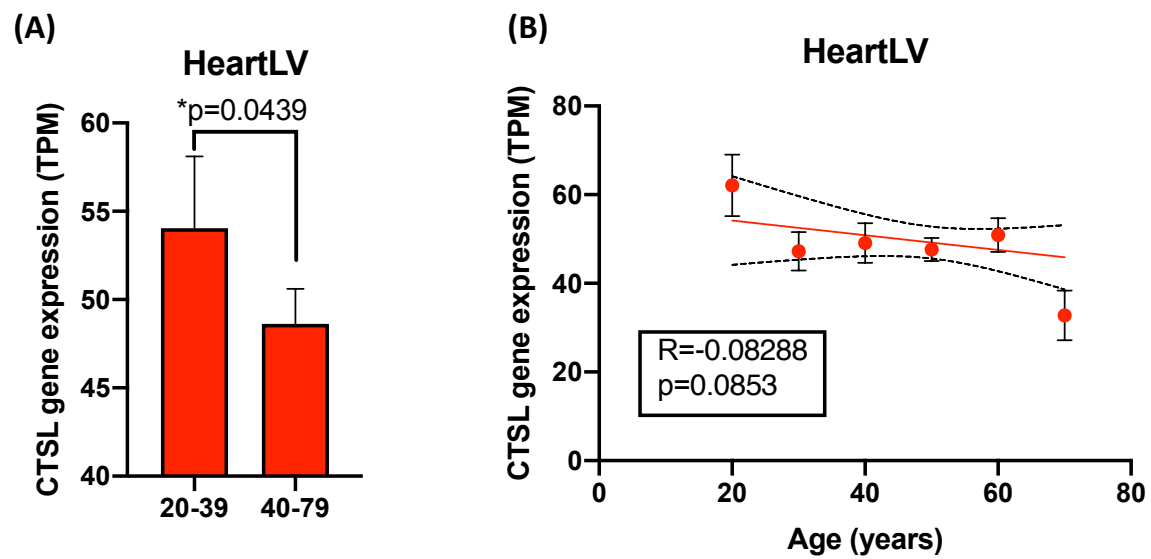 (A)
HeartLV
*p=0.0439
CTSL gene expression (TPM)
60
55
50
45
40
20-39 40-79
(B)
HeartLV
CTSL gene expression (TPM)
80
60
40
20
0
R=-0.08288
p=0.0853
0 20 40 60 80
Age (years)